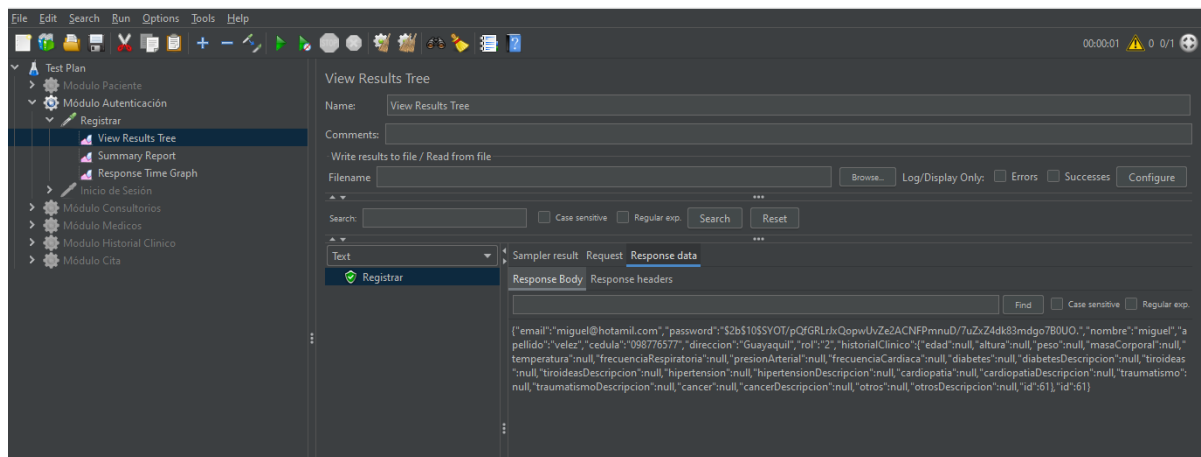 File Edit Search Run Options Tools Help
00:00:01 0 0/1
Test Plan
Modulo Paciente
Módulo Autenticación
Registrar
View Results Tree
Summary Report
Response Time Graph
Inicio de Sesión
Módulo Consultorios
Módulo Medicos
Modulo Historial Clinico
Módulo Cita
View Results Tree
Name: View Results Tree
Comments:
Write results to file / Read from file
Filename Browse... Log/Display Only: Errors Successes Configure
Search: Case sensitive Regular exp. Search Reset
Text
Registrar
Sampler result Request Response data
Response Body Response headers
Find Case sensitive Regular exp.
{"email":"miguel@hotamil.com","password":"$2b$10$SYOT/pQfGRLrJxQopwUvZe2ACNFPmnuD/7uZxZ4dk83mdgo7B0UO.","nombre":"miguel","a
pellido":"velez","cedula":"098776577","direccion":"Guayaquil","rol":"2","historialClinico":{"edad":null,"altura":null,"peso":null,"masaCorporal":null,"
temperatura":null,"frecuenciaRespiratoria":null,"presionArterial":null,"frecuenciaCardiaca":null,"diabetes":null,"diabetesDescripcion":null,"tiroideas
":null,"tiroideasDescripcion":null,"hipertension":null,"hipertensionDescripcion":null,"cardiopatia":null,"cardiopatiaDescripcion":null,"traumatismo":
null,"traumatismoDescripcion":null,"cancer":null,"cancerDescripcion":null,"otros":null,"otrosDescripcion":null,"id":61},"id":61}